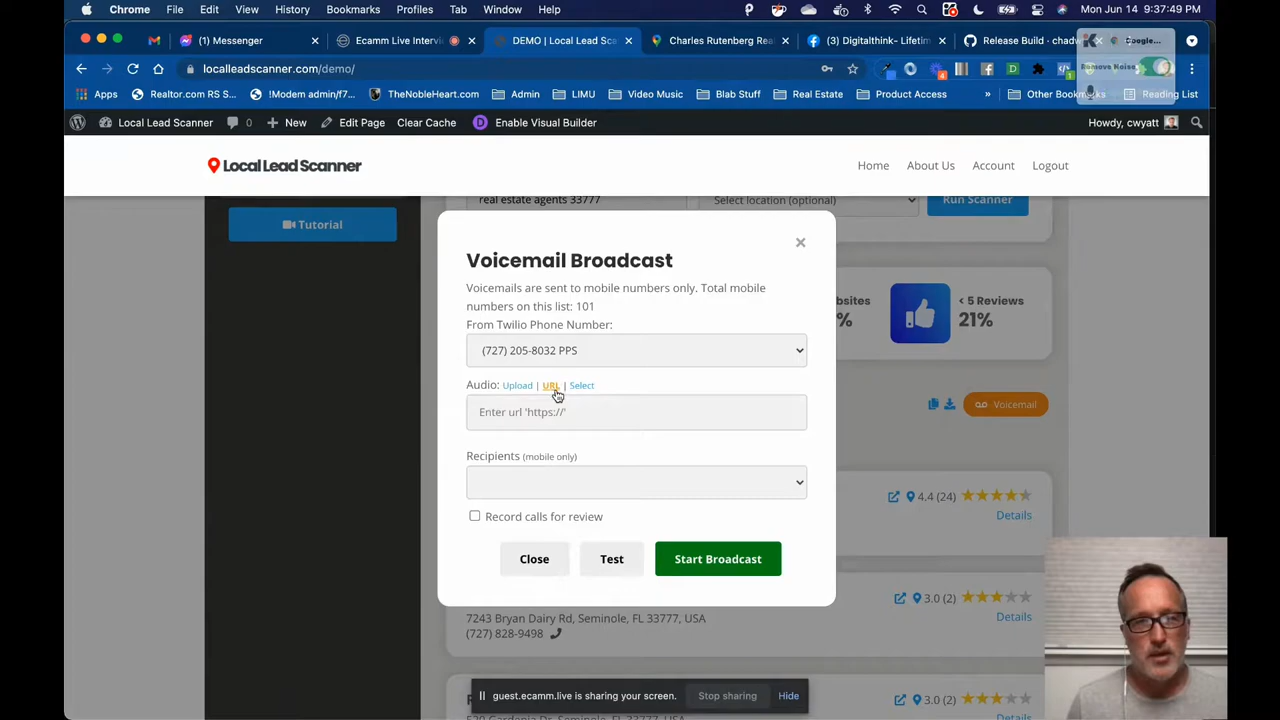 Chrome File Edit View History Bookmarks Profiles Tab Window Help Mon Jun 14 9:37:49 PM
(1) Messenger Ecamm Live Intervie DEMO | Local Lead Sca Charles Rutenberg Rea (3) Digitalthink- Lifetim Release Build · chadw Google...
Remove Noise
localleadscanner.com/demo/
Apps Realtor.com RS S... !Modem admin/f7... TheNobleHeart.com Admin LIMU Video Music Blab Stuff Real Estate Product Access » Other Bookmarks Reading List
Local Lead Scanner 0 New Edit Page Clear Cache Enable Visual Builder Howdy, cwyatt
Local Lead Scanner Home About Us Account Logout
real estate agents 33777 Select location (optional) Run Scanner
Tutorial
Voicemail Broadcast
Voicemails are sent to mobile numbers only. Total mobile
numbers on this list: 101
From Twilio Phone Number:
(727) 205-8032 PPS
Audio: Upload | URL | Select
Enter url 'https://'
Recipients (mobile only)
Record calls for review
Close Test Start Broadcast
< 5 Reviews
21%
Voicemail
4.4 (24)
Details
3.0 (2)
Details
7243 Bryan Dairy Rd, Seminole, FL 33777, USA
(727) 828-9498
3.0 (2)
guest.ecamm.live is sharing your screen. Stop sharing Hide